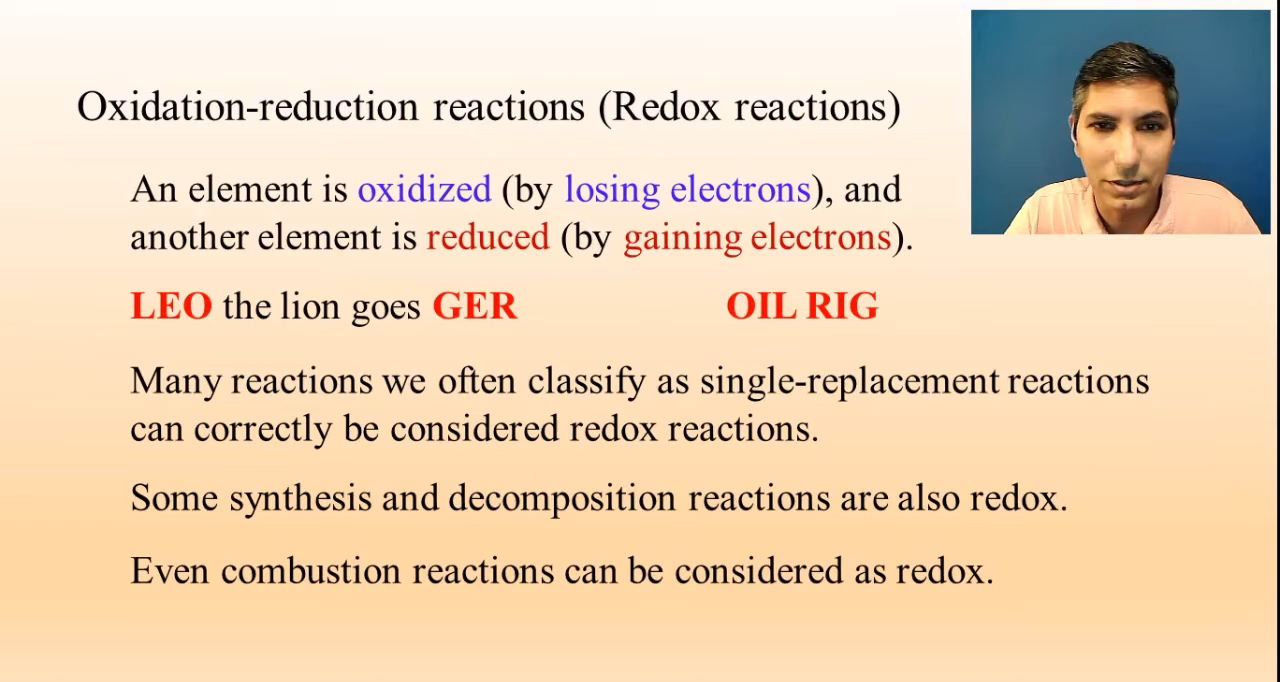 Oxidation-reduction reactions (Redox reactions)
An element is oxidized (by losing electrons), and
another element is reduced (by gaining electrons).
LEO the lion goes GER
OIL RIG
Many reactions we often classify as single-replacement reactions
can correctly be considered redox reactions.
Some synthesis and decomposition reactions are also redox.
Even combustion reactions can be considered as redox.